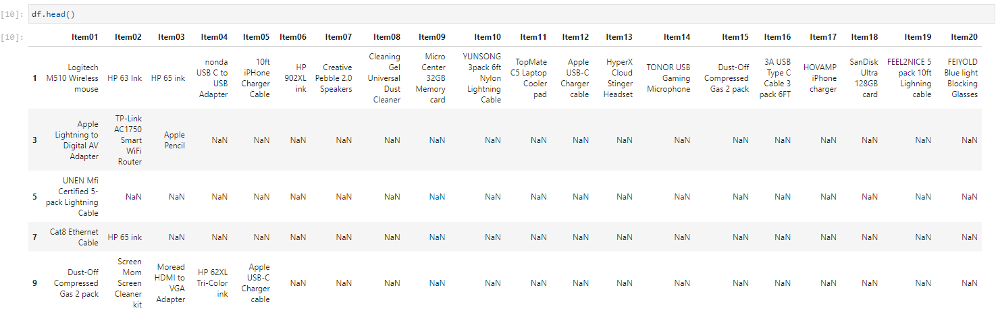 [10]: df.head()
[10]: Item01 Item02 Item03 Item04 Item05 Item06 Item07 Item08 Item09 Item10 Item11 Item12 Item13 Item14 Item15 Item16 Item17 Item18 Item19 Item20
1 Logitech M510 Wireless mouse HP 63 Ink HP 65 ink nonda USB C to USB Adapter 10ft iPHone Charger Cable HP 902XL ink Creative Pebble 2.0 Speakers Cleaning Gel Universal Dust Cleaner Micro Center 32GB Memory card YUNSONG 3pack 6ft Nylon Lightning Cable TopMate C5 Laptop Cooler pad Apple USB-C Charger cable HyperX Cloud Stinger Headset TONOR USB Gaming Microphone Dust-Off Compressed Gas 2 pack 3A USB Type C Cable 3 pack 6FT HOVAMP iPhone charger SanDisk Ultra 128GB card FEEL2NICE 5 pack 10ft Lighning cable FEIYOLD Blue light Blocking Glasses
3 Apple Lightning to Digital AV Adapter TP-Link AC1750 Smart WiFi Router Apple Pencil NaN NaN NaN NaN NaN NaN NaN NaN NaN NaN NaN NaN NaN NaN NaN NaN NaN
5 UNEN Mfi Certified 5-pack Lightning Cable NaN NaN NaN NaN NaN NaN NaN NaN NaN NaN NaN NaN NaN NaN NaN NaN NaN NaN NaN
7 Cat8 Ethernet Cable HP 65 ink NaN NaN NaN NaN NaN NaN NaN NaN NaN NaN NaN NaN NaN NaN NaN NaN NaN NaN
9 Dust-Off Compressed Gas 2 pack Screen Mom Screen Cleaner kit Moread HDMI to VGA Adapter HP 62XL Tri-Color ink Apple USB-C Charger cable NaN NaN NaN NaN NaN NaN NaN NaN NaN NaN NaN NaN NaN NaN NaN